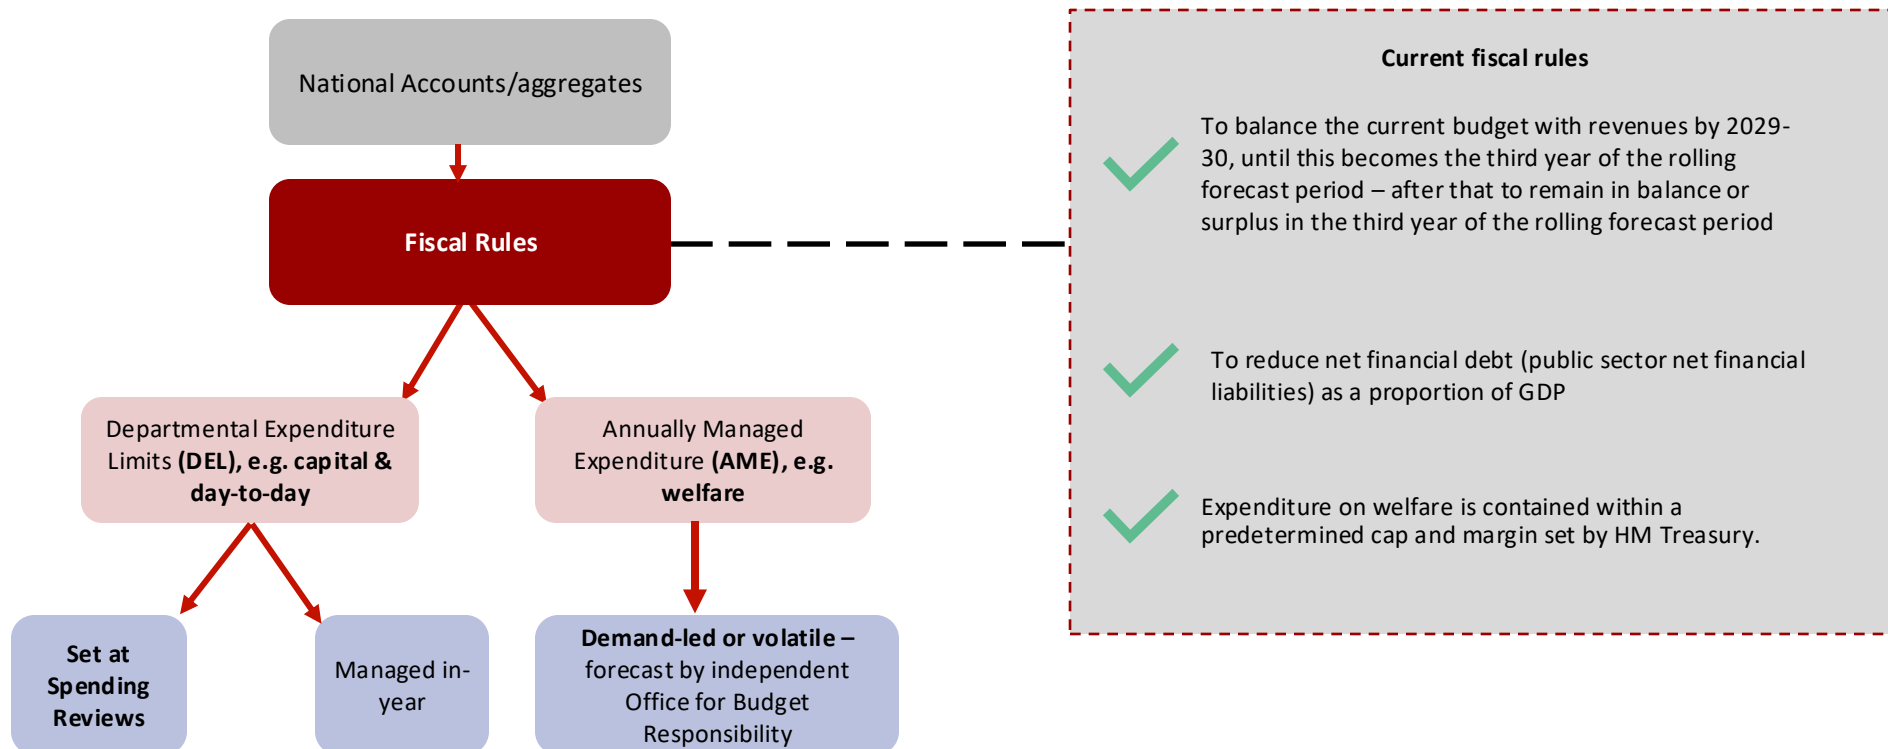 National Accounts/aggregates
Fiscal Rules
Departmental Expenditure
Limits (DEL), e.g. capital &
day-to-day
Annually Managed
Expenditure (AME), e.g.
welfare
Set at
Spending
Reviews
Managed in-
year
Demand-led or volatile –
forecast by independent
Office for Budget
Responsibility
Current fiscal rules
To balance the current budget with revenues by 2029-
30, until this becomes the third year of the rolling
forecast period – after that to remain in balance or
surplus in the third year of the rolling forecast period
To reduce net financial debt (public sector net financial
liabilities) as a proportion of GDP
Expenditure on welfare is contained within a
predetermined cap and margin set by HM Treasury.